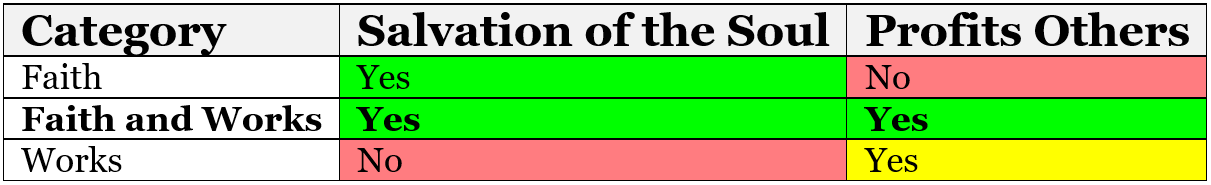 Category Salvation of the Soul Profits Others
Faith Yes No
Faith and Works Yes Yes
Works No Yes